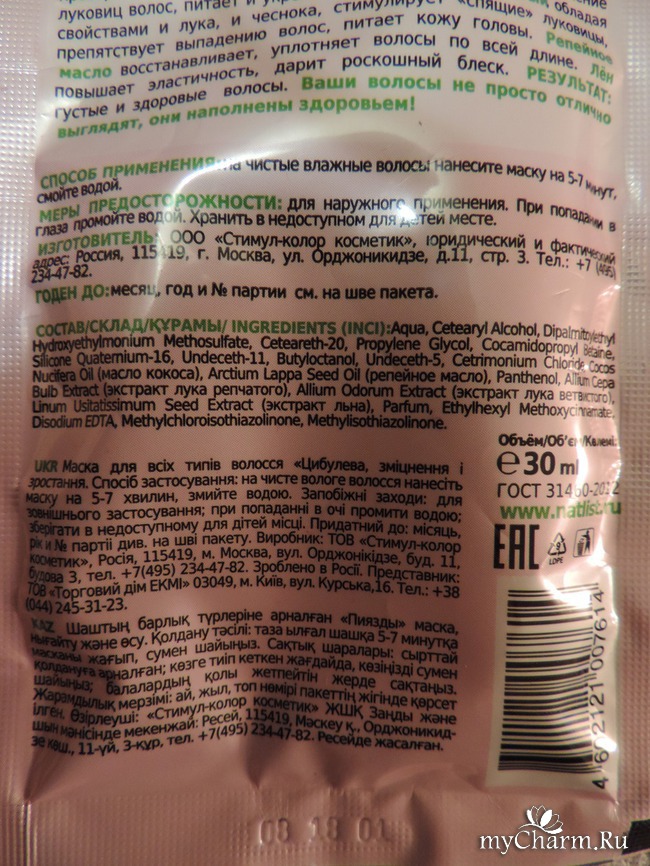 луковиц волос, питает и
обладая
свойствами и лука, и чеснока, стимулирует "спящие" луковицы,
препятствует выпадению волос, питает кожу головы. Репейное
масло восстанавливает, уплотняет волосы по всей длине. Лён
повышает эластичность, дарит роскошный блеск. РЕЗУЛЬТАТ:
густые и здоровые волосы. Ваши волосы не просто отлично
выглядят, они наполнены здоровьем!
СПОСОБ ПРИМЕНЕНИЯ: на чистые влажные волосы нанесите маску на 5-7 минут,
смойте водой.
МЕРЫ ПРЕДОСТОРОЖНОСТИ: для наружного применения. При попадании в
глаза промойте водой. Хранить в недоступном для детей месте.
ИЗГОТОВИТЕЛЬ: ООО «Стимул-колор косметик», юридический и фактический
адрес: Россия, 115419, г. Москва, ул. Орджоникидзе, д.11, стр. 3. Тел.: +7 (495)
234-47-82.
ГОДЕН ДО: месяц, год и № партии см. на шве пакета.
СОСТАВ/СКЛАД/ҚҰРАМЫ/ INGREDIENTS (INCI): Aqua, Cetearyl Alcohol, Dipalmitoylethyl
Hydroxyethylmonium Methosulfate, Ceteareth-20, Propylene Glycol, Cocamidopropyl Betaine,
Silicone Quaternium-16, Undeceth-11, Butyloctanol, Undeceth-5, Cetrimonium Chloride, Cocos
Nucifera Oil (масло кокоса), Arctium Lappa Seed Oil (репейное масло), Panthenol, Allium Cepa
Bulb Extract (экстракт лука репчатого), Allium Odorum Extract (экстракт лука ветвистого),
Linum Usitatissimum Seed Extract (экстракт льна), Parfum, Ethylhexyl Methoxycinnamate,
Disodium EDTA, Methylchloroisothiazolinone, Methylisothiazolinone.
Объём/Об'єм/Көлемі:
℮ 30 ml
ГОСТ 31460-2012
www.natlist.ru
EAC
LDPE
UKR Маска для всіх типів волосся «Цибулева, зміцнення і
зростання. Спосіб застосування: на чисте вологе волосся нанесіть
маску на 5-7 хвилин, змийте водою. Запобіжні заходи: для
зовнішнього застосування; при попаданні в очі промити водою;
зберігати в недоступному для дітей місці. Придатний до: місяць,
рік и № партії див. на шві пакету. Виробник: ТОВ «Стимул-колор
косметик», Росія, 115419, м. Москва, вул. Орджонікідзе, буд. 11,
будова 3, тел. +7(495) 234-47-82. Зроблено в Росії. Представник:
ТОВ "Торговий дім ЕКМІ" 03049, м. Київ, вул. Курська,16. Тел.: +38
(044) 245-31-23.
KAZ Шаштың барлық түрлеріне арналған «Пиязды» маска,
нығайту және өсу. Қолдану тәсілі: таза ылғал шашқа 5-7 минутқа
масканы жағып, сумен шайыңыз. Сақтық шаралары: сырттай
қолдануға арналған; көзге тиіп кеткен жағдайда, көзіңізді сумен
шайыңыз; балалардың қолы жетпейтін жерде сақтаңыз.
Жарамдылық мерзімі: ай, жыл, топ нөмірі пакеттің жігінде көрсет
ілген. Өзірлеуші: «Стимул-колор косметик» ЖШҚ Заңды және
шын мәнісінде мекенжай: Ресей, 115419, Мәскеу қ., Орджоникид-
зе көш., 11-үй, 3-құр, тел. +7(495) 234-47-82. Ресейде жасалған.
4 602121 007614
03 18 01
myCharm.Ru